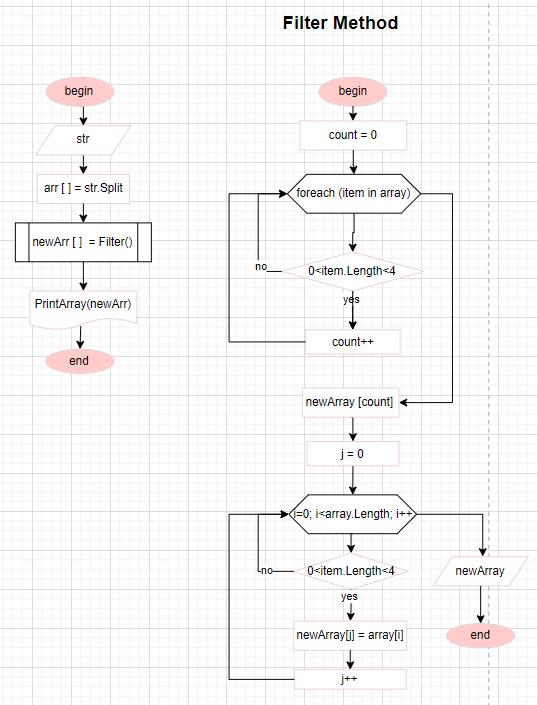 Filter Method
begin
str
arr [ ] = str.Split
newArr [ ]  = Filter()
PrintArray(newArr)
end
begin
count = 0
foreach (item in array)
0<item.Length<4
no
yes
count++
newArray [count]
j = 0
i=0; i<array.Length; i++
0<item.Length<4
no
yes
newArray[j] = array[i]
j++
newArray
end